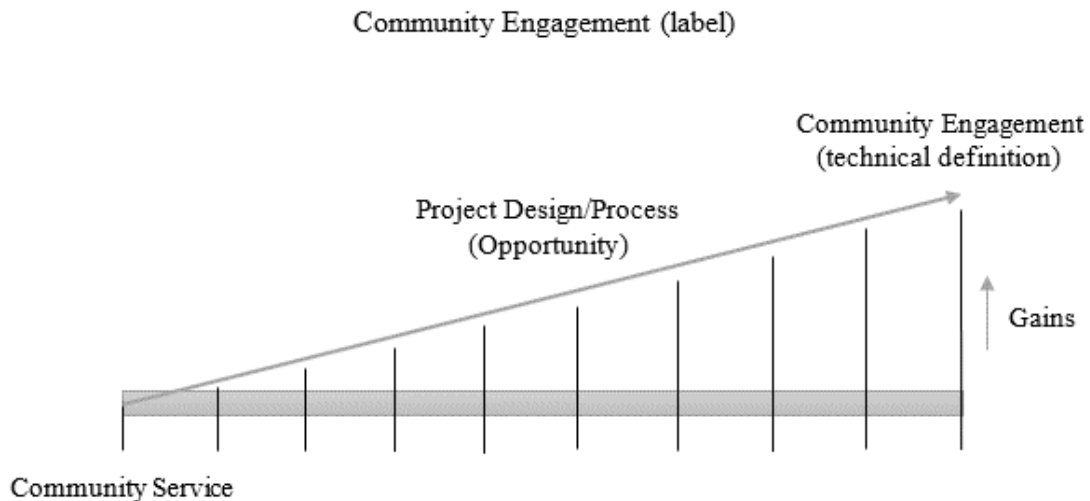 Community Engagement (label)
Community Engagement
(technical definition)
Project Design/Process
(Opportunity)
Gains
Community Service